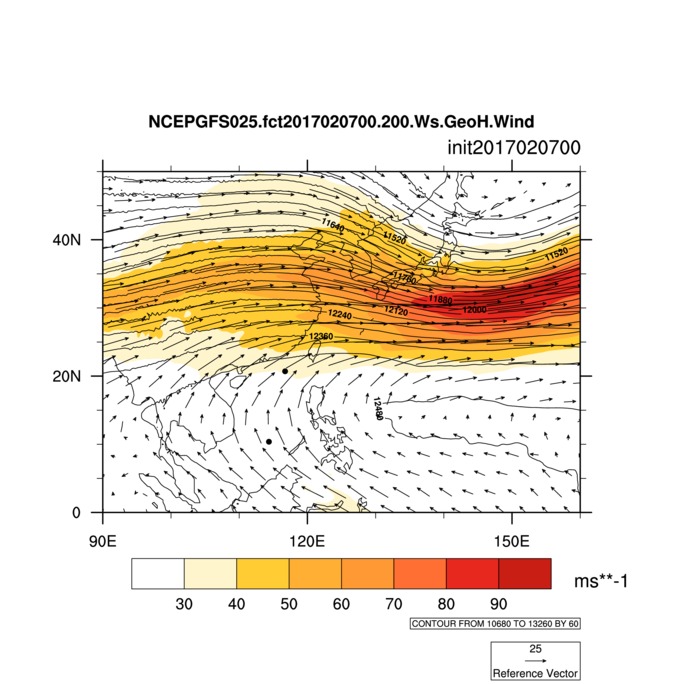 NCEPGFS025.fct2017020700.200.Ws.GeoH.Wind
init2017020700
40N
20N
0
90E 120E 150E
11640
11520
11520
11760
11880
12000
12120
12240
12360
12480
30 40 50 60 70 80 90
ms**-1
CONTOUR FROM 10680 TO 13260 BY 60
25
Reference Vector